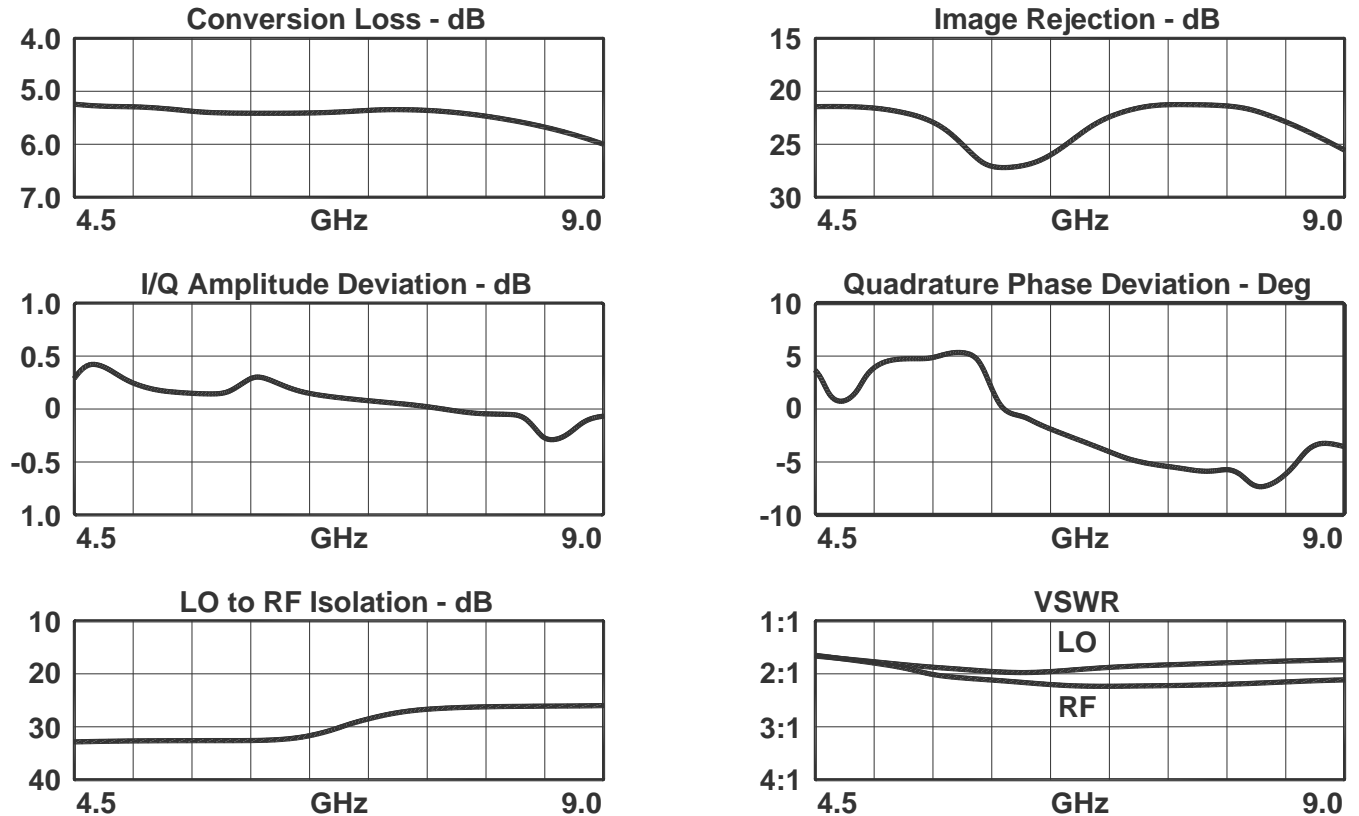 Conversion Loss - dB
4.0
5.0
6.0
7.0
4.5 GHz 9.0
Image Rejection - dB
15
20
25
30
4.5 GHz 9.0
I/Q Amplitude Deviation - dB
1.0
0.5
0
-0.5
1.0
4.5 GHz 9.0
Quadrature Phase Deviation - Deg
10
5
0
-5
-10
4.5 GHz 9.0
LO to RF Isolation - dB
10
20
30
40
4.5 GHz 9.0
VSWR
1:1
2:1
3:1
4:1
LO
RF
4.5 GHz 9.0